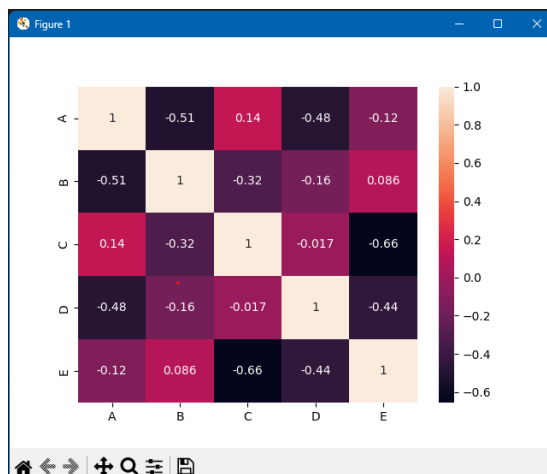 Figure 1
A 1 -0.51 0.14 -0.48 -0.12
B -0.51 1 -0.32 -0.16 0.086
C 0.14 -0.32 1 -0.017 -0.66
D -0.48 -0.16 -0.017 1 -0.44
E -0.12 0.086 -0.66 -0.44 1
A B C D E
1.0
0.8
0.6
0.4
0.2
0.0
−0.2
−0.4
−0.6